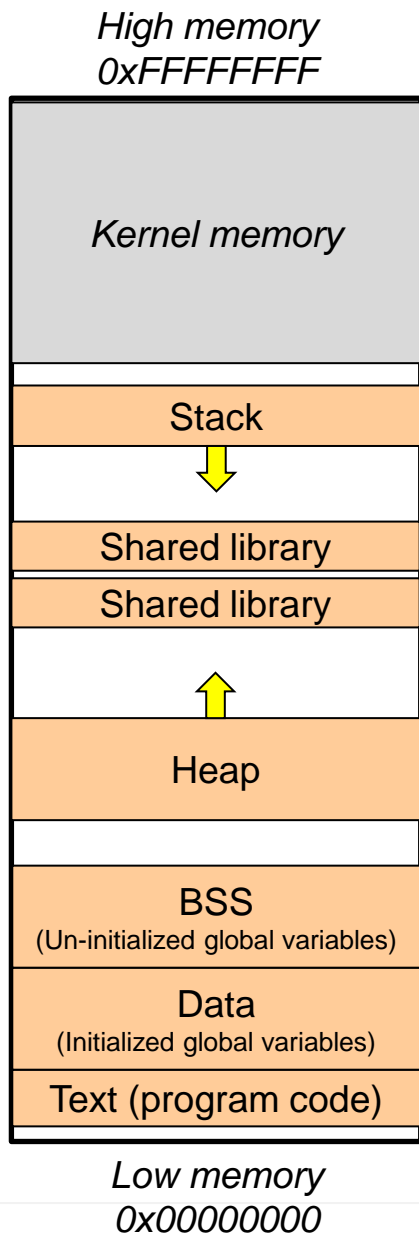 High memory
0xFFFFFFFF
Kernel memory
Stack
Shared library
Shared library
Heap
BSS
(Un-initialized global variables)
Data
(Initialized global variables)
Text (program code)
Low memory
0x00000000